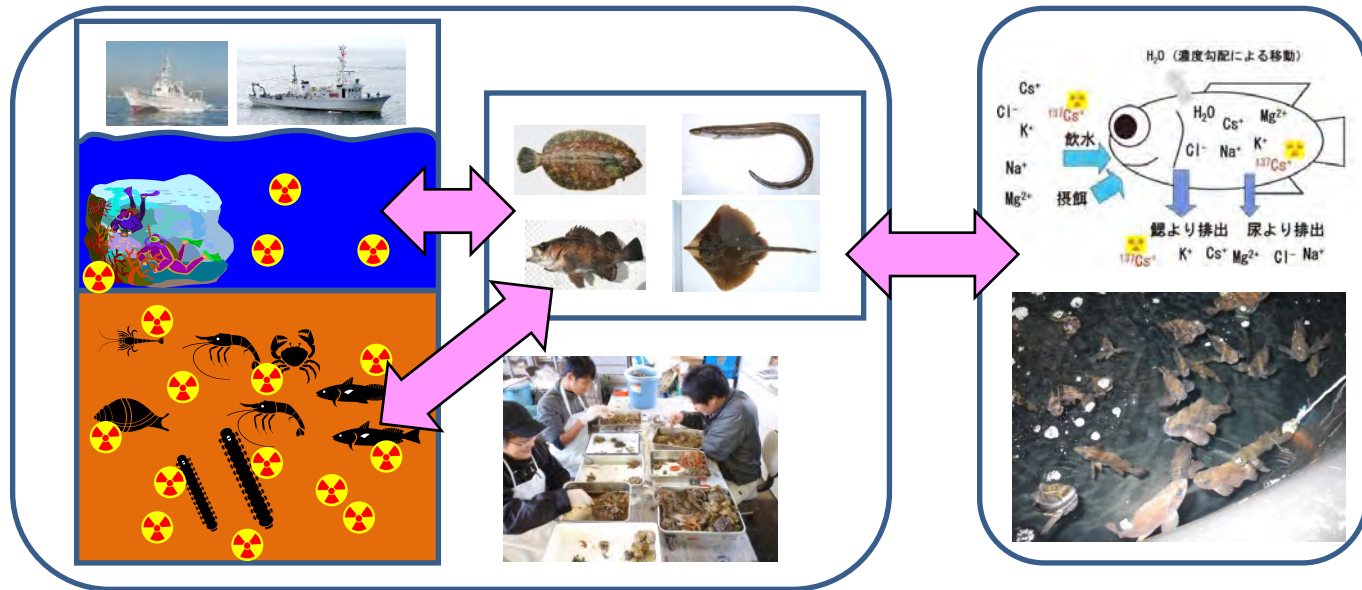 H₂O (濃度勾配による移動)
Cs⁺
¹³⁷Cs⁺
Cl⁻
K⁺
飲水
Na⁺
Mg²⁺
摂餌
H₂O
Mg²⁺
Cs⁺
K⁺
Cl⁻
Na⁺
¹³⁷Cs⁺
鰓より排出
尿より排出
¹³⁷Cs⁺
K⁺
Cs⁺
Mg²⁺
Cl⁻
Na⁺